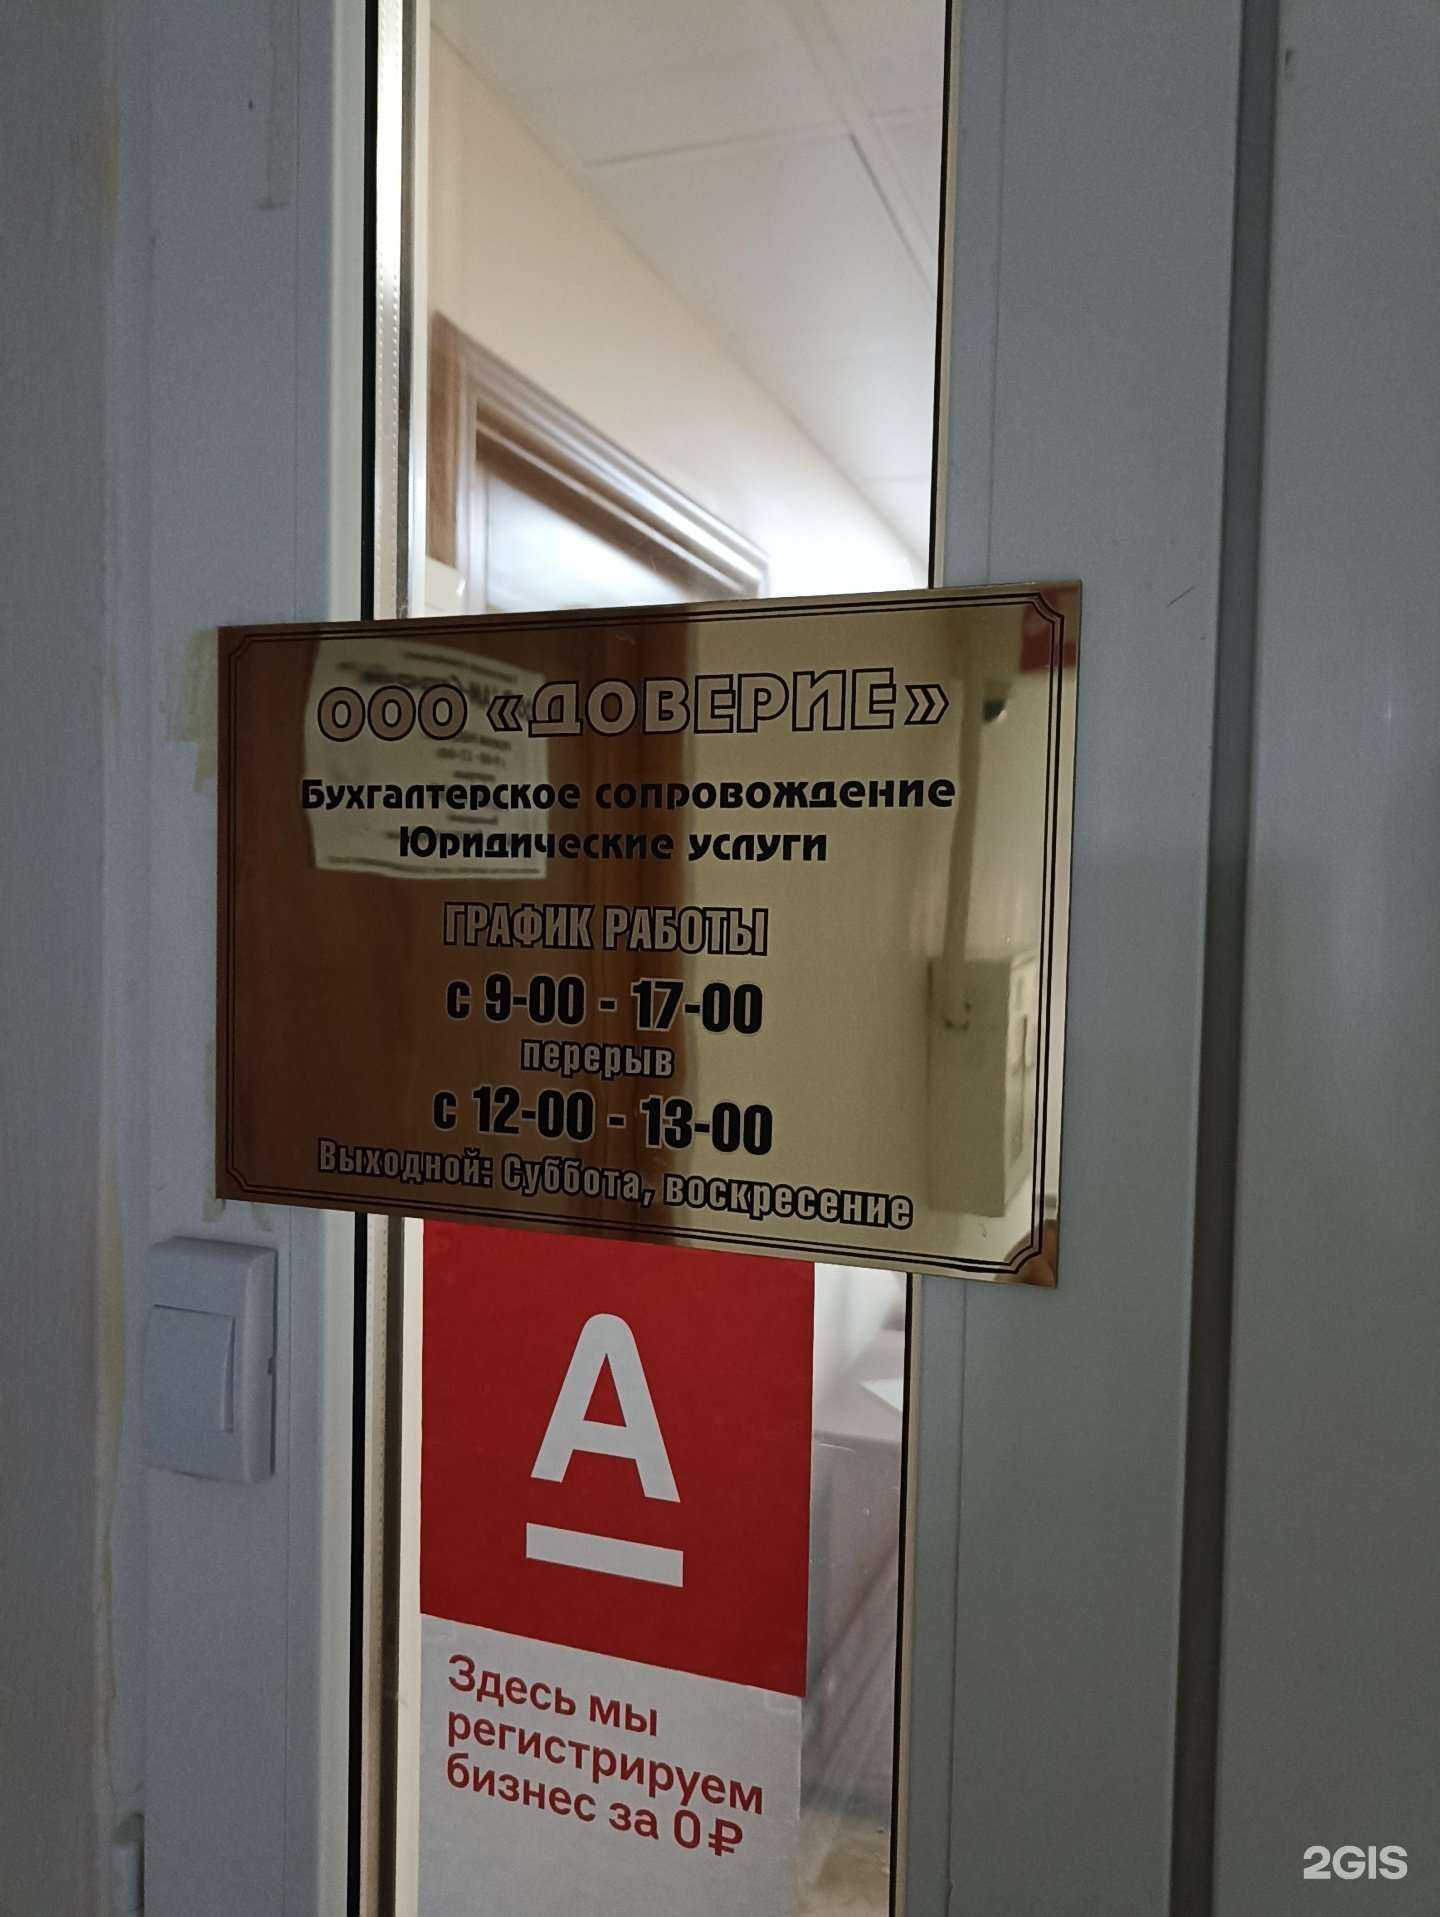 ООО «ДОВЕРИЕ»
Бухгалтерское сопровождение
Юридические услуги
ГРАФИК РАБОТЫ
с 9-00 - 17-00
перерыв
с 12-00 - 13-00
Выходной: Суббота, воскресение
А
Здесь мы
регистрируем
бизнес за 0 ₽
2GIS